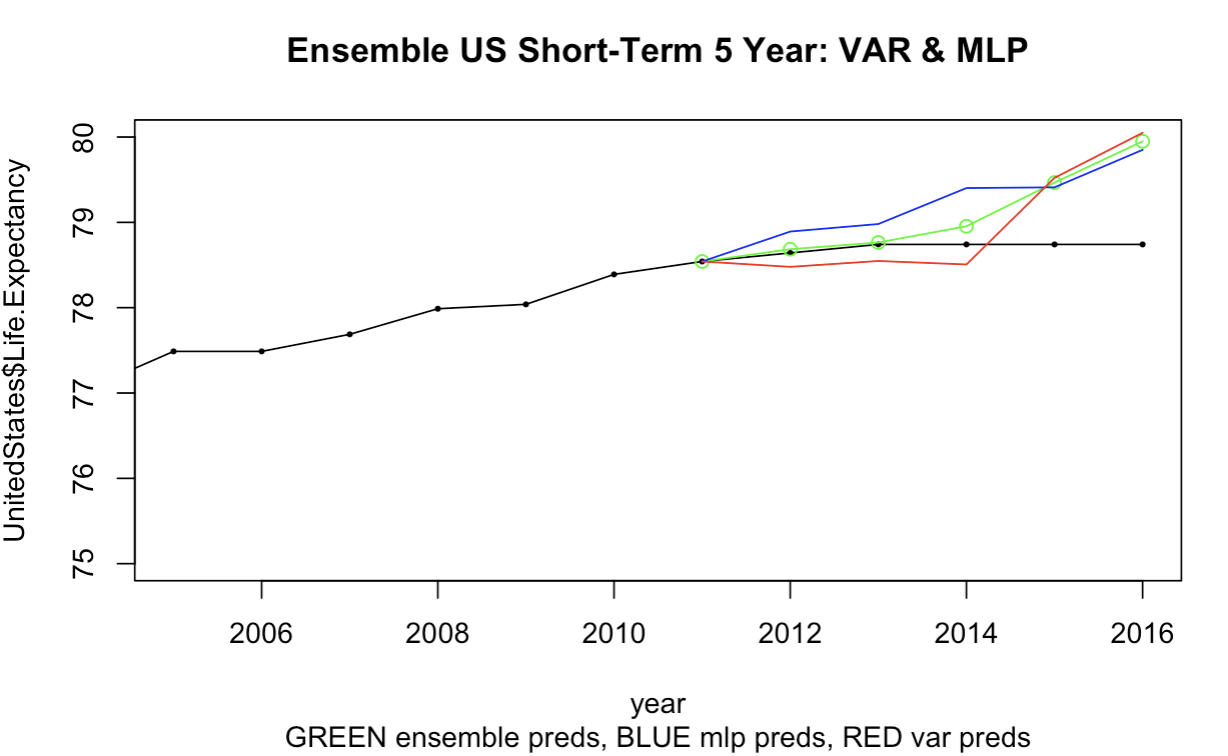 Ensemble US Short-Term 5 Year: VAR & MLP
UnitedStates$Life.Expectancy
80
79
78
77
76
75
2006 2008 2010 2012 2014 2016
year
GREEN ensemble preds, BLUE mlp preds, RED var preds